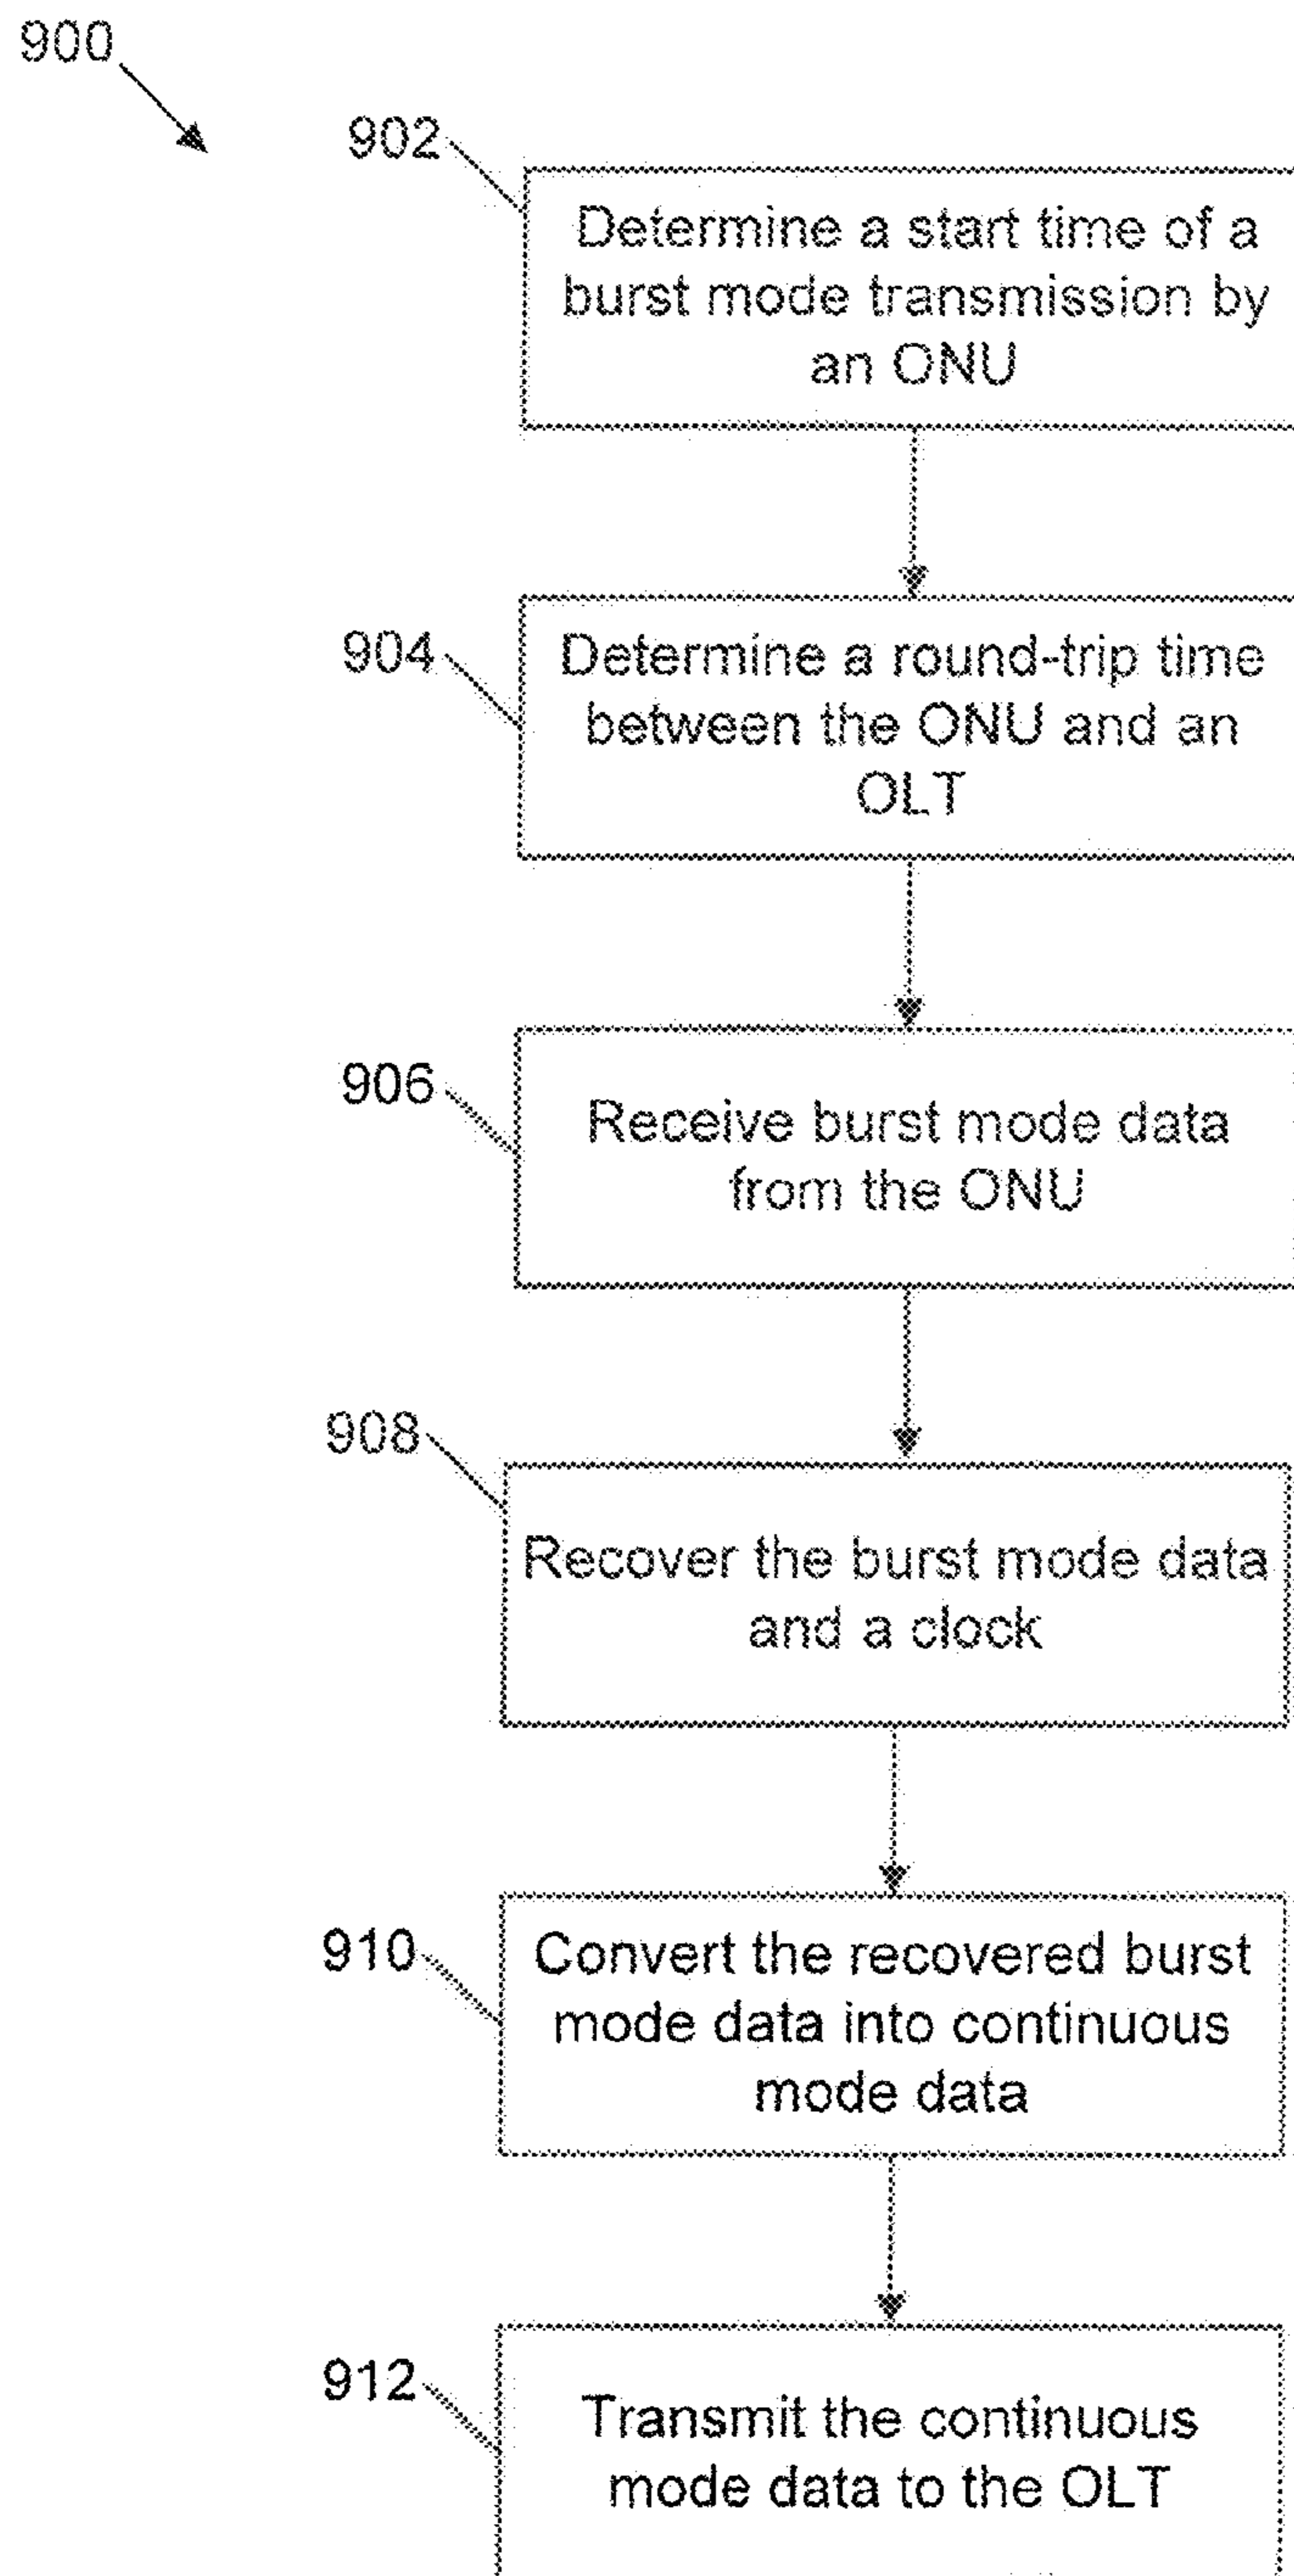 900
902
Determine a start time of a
burst mode transmission by
an ONU
904
Determine a round-trip time
between the ONU and an
OLT
906
Receive burst mode data
from the ONU
908
Recover the burst mode data
and a clock
910
Convert the recovered burst
mode data into continuous
mode data
912
Transmit the continuous
mode data to the OLT